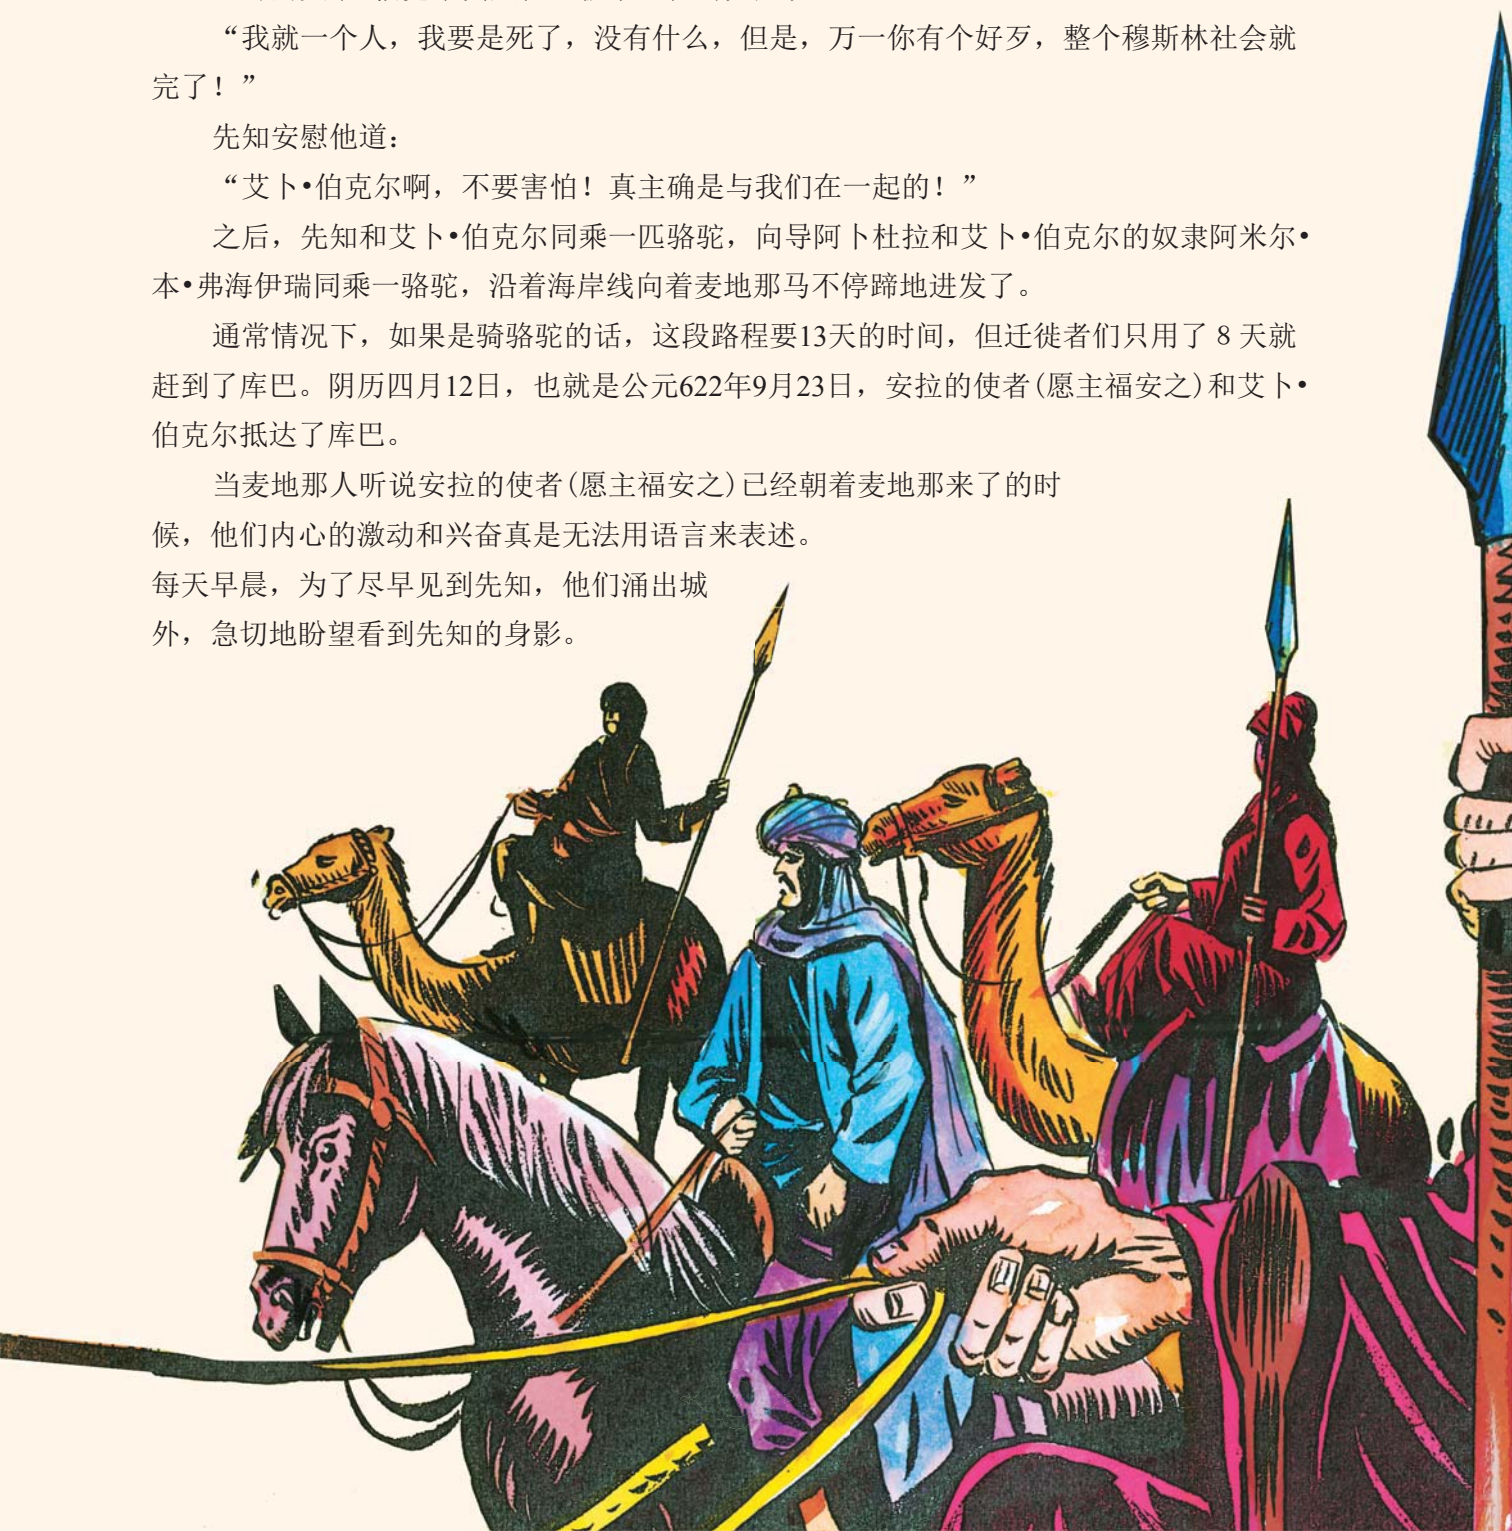 “我就一个人，我要是死了，没有什么，但是，万一你有个好歹，整个穆斯林社会就
完了！”
先知安慰他道：
“艾卜•伯克尔啊，不要害怕！真主确是与我们在一起的！”
之后，先知和艾卜•伯克尔同乘一匹骆驼，向导阿卜杜拉和艾卜•伯克尔的奴隶阿米尔•
本•弗海伊瑞同乘一骆驼，沿着海岸线向着麦地那马不停蹄地进发了。
通常情况下，如果是骑骆驼的话，这段路程要13天的时间，但迁徙者们只用了 8 天就
赶到了库巴。阴历四月12日，也就是公元622年9月23日，安拉的使者(愿主福安之)和艾卜•
伯克尔抵达了库巴。
当麦地那人听说安拉的使者(愿主福安之)已经朝着麦地那来了的时
候，他们内心的激动和兴奋真是无法用语言来表述。
每天早晨，为了尽早见到先知，他们涌出城
外，急切地盼望看到先知的身影。